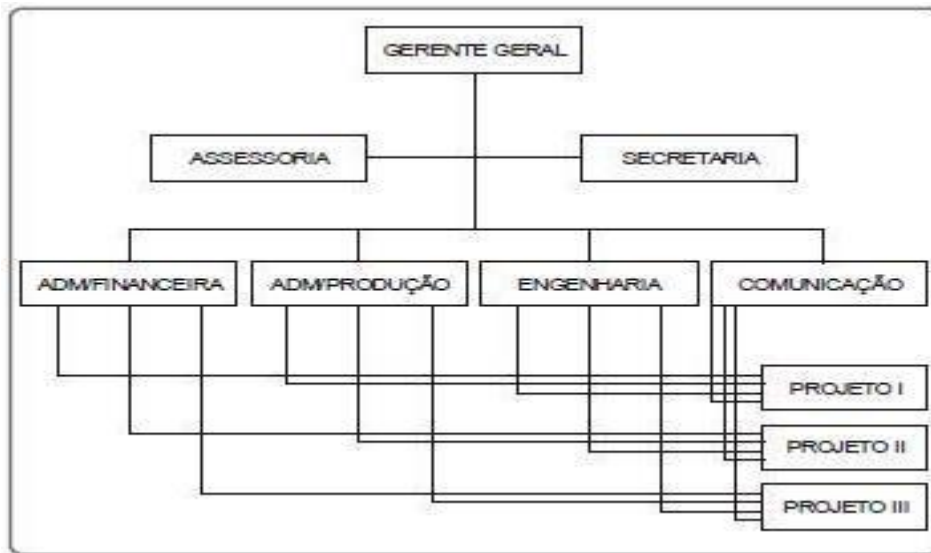 GERENTE GERAL
ASSESSORIA
SECRETARIA
ADM/FINANCEIRA
ADM/PRODUÇÃO
ENGENHARIA
COMUNICAÇÃO
PROJETO I
PROJETO II
PROJETO III